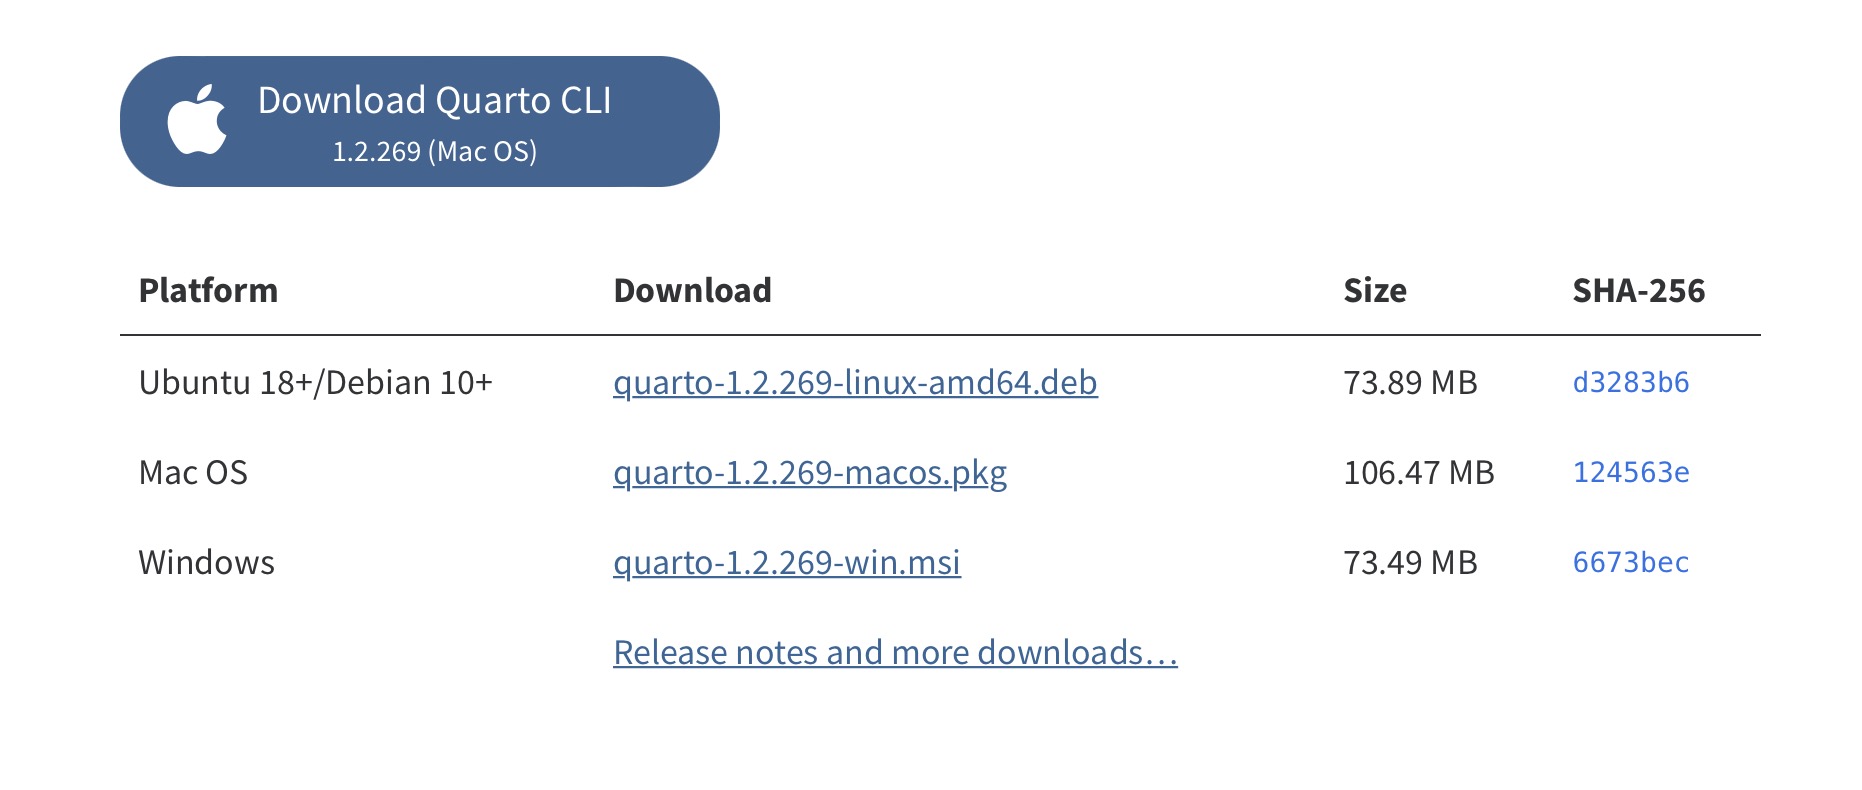 Download Quarto CLI
1.2.269 (Mac OS)
Platform Download Size SHA-256
Ubuntu 18+/Debian 10+ quarto-1.2.269-linux-amd64.deb 73.89 MB d3283b6
Mac OS quarto-1.2.269-macos.pkg 106.47 MB 124563e
Windows quarto-1.2.269-win.msi 73.49 MB 6673bec
Release notes and more downloads…